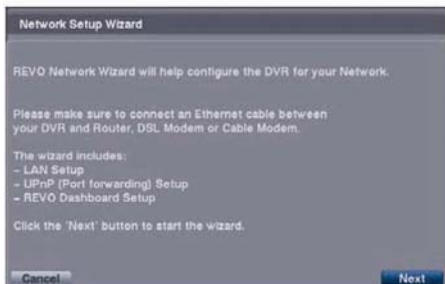 Network Setup Wizard
REVO Network Wizard will help configure the DVR for your Network.
Please make sure to connect an Ethernet cable between
your DVR and Router, DSL Modem or Cable Modem.
The wizard includes:
- LAN Setup
- UPnP (Port forwarding) Setup
- REVO Dashboard Setup
Click the 'Next' button to start the wizard.
Cancel
Next